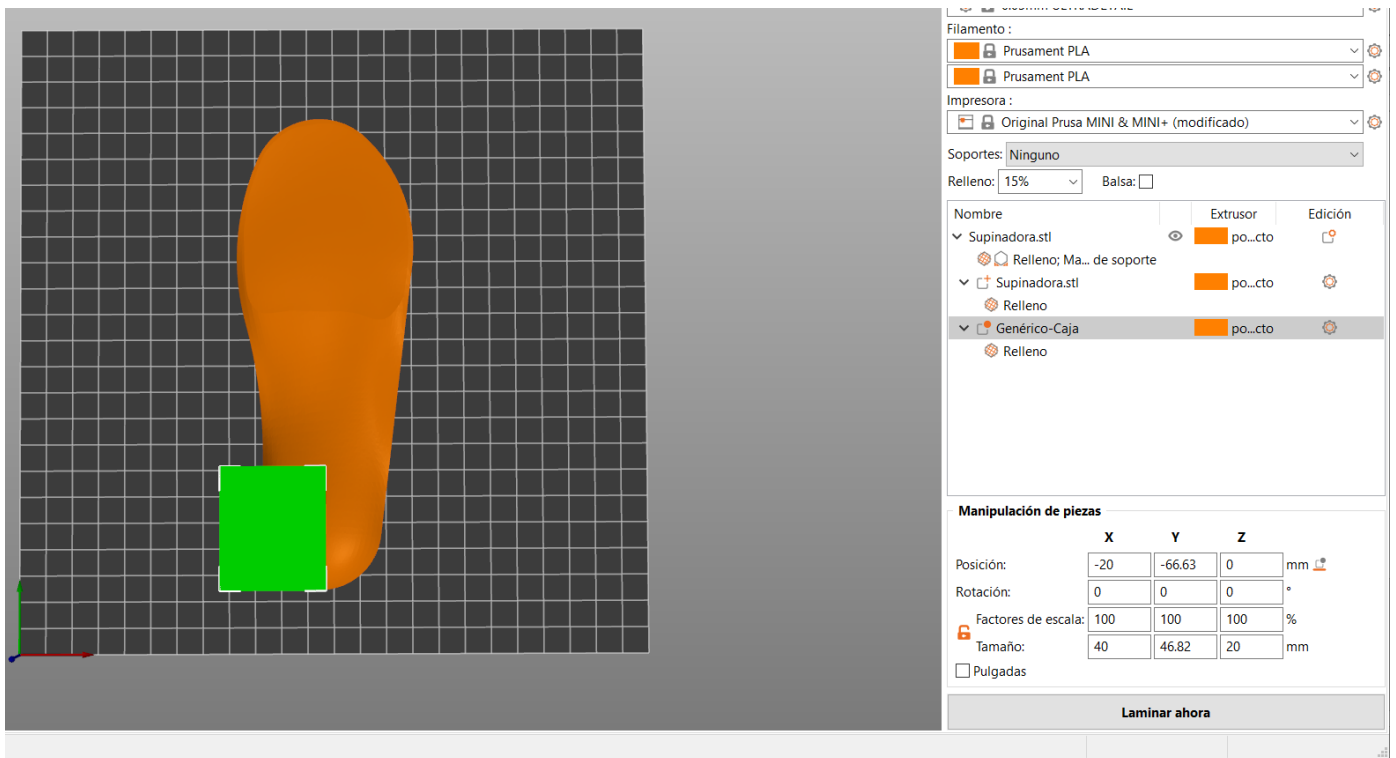 Filamento :
Prusament PLA
Prusament PLA
Impresora :
Original Prusa MINI & MINI+ (modificado)
Soportes: Ninguno
Relleno: 15% Balsa:
Nombre Extrusor Edición
Supinadora.stl po...cto
Relleno; Ma... de soporte
Supinadora.stl po...cto
Relleno
Genérico-Caja po...cto
Relleno
Manipulación de piezas
X Y Z
Posición: -20 -66.63 0 mm
Rotación: 0 0 0 °
Factores de escala: 100 100 100 %
Tamaño: 40 46.82 20 mm
Pulgadas
Laminar ahora